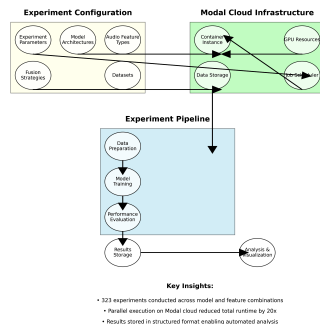 Experiment Configuration
Modal Cloud Infrastructure
Experiment
Parameters
Model
Architectures
Audio Feature
Types
Container
Instance
GPU Resources
Fusion
Strategies
Datasets
Data Storage
Job Scheduler
Experiment Pipeline
Data
Preparation
Model
Training
Performance
Evaluation
Results
Storage
Analysis &
Visualization
Key Insights:
• 323 experiments conducted across model and feature combinations
• Parallel execution on Modal cloud reduced total runtime by 20x
• Results stored in structured format enabling automated analysis